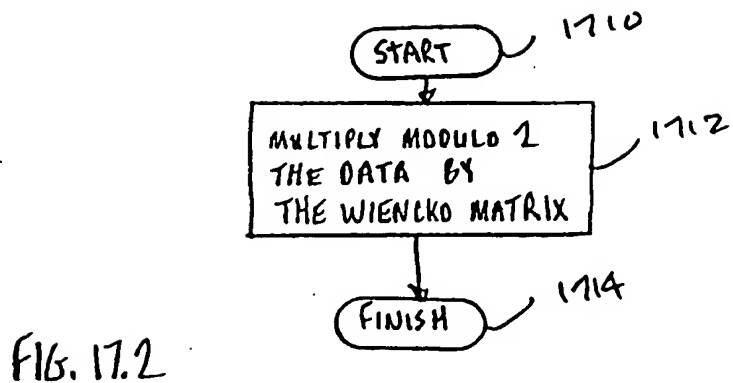 START
1710
MULTIPLY MODULO 2
THE DATA BY
THE WIENCKO MATRIX
1712
FINISH
1714
FIG. 17.2